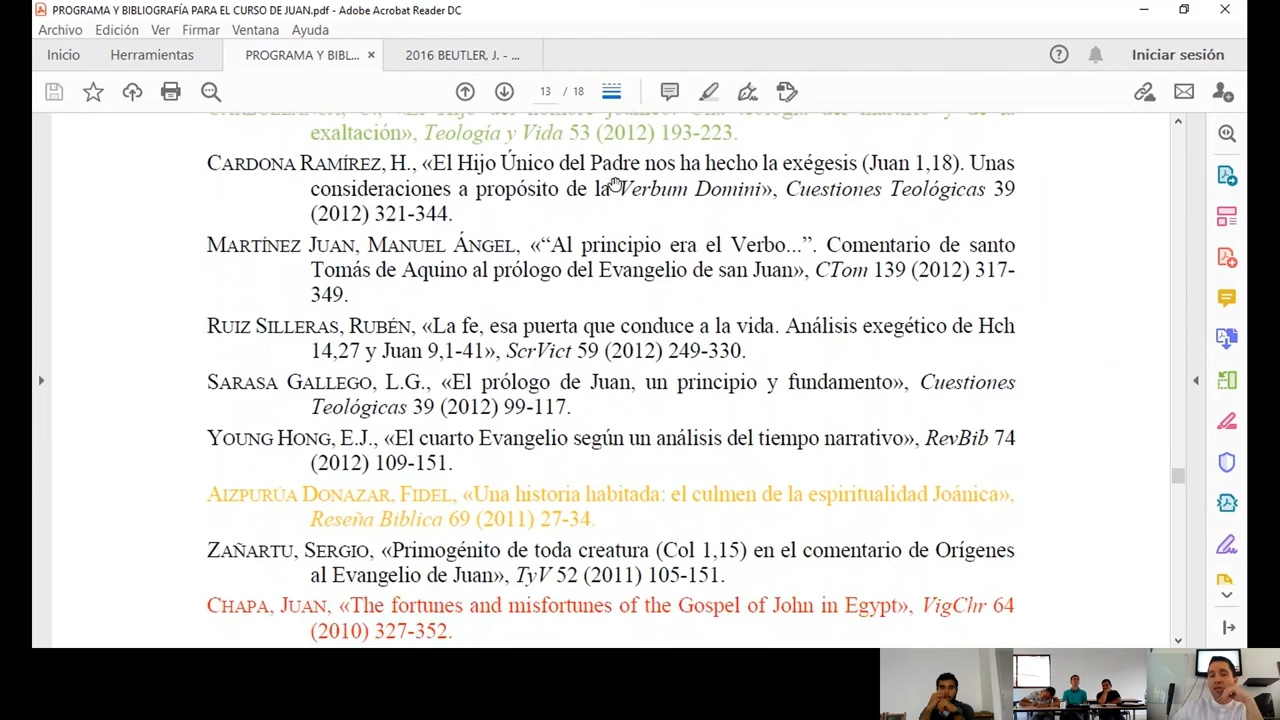 PROGRAMA Y BIBLIOGRAFÍA PARA EL CURSO DE JUAN.pdf - Adobe Acrobat Reader DC
Archivo Edición Ver Firmar Ventana Ayuda
Inicio Herramientas PROGRAMA Y BIBL... × 2016 BEUTLER, J. - ... Iniciar sesión
13 / 18
exaltación», Teología y Vida 53 (2012) 193-223.
CARDONA RAMÍREZ, H., «El Hijo Único del Padre nos ha hecho la exégesis (Juan 1,18). Unas
consideraciones a propósito de la Verbum Domini», Cuestiones Teológicas 39
(2012) 321-344.
MARTÍNEZ JUAN, MANUEL ÁNGEL, «“Al principio era el Verbo...”. Comentario de santo
Tomás de Aquino al prólogo del Evangelio de san Juan», CTom 139 (2012) 317-
349.
RUIZ SILLERAS, RUBÉN, «La fe, esa puerta que conduce a la vida. Análisis exegético de Hch
14,27 y Juan 9,1-41», ScrVict 59 (2012) 249-330.
SARASA GALLEGO, L.G., «El prólogo de Juan, un principio y fundamento», Cuestiones
Teológicas 39 (2012) 99-117.
YOUNG HONG, E.J., «El cuarto Evangelio según un análisis del tiempo narrativo», RevBib 74
(2012) 109-151.
AIZPURÚA DONAZAR, FIDEL, «Una historia habitada: el culmen de la espiritualidad Joánica»,
Reseña Biblica 69 (2011) 27-34.
ZAÑARTU, SERGIO, «Primogénito de toda creatura (Col 1,15) en el comentario de Orígenes
al Evangelio de Juan», TyV 52 (2011) 105-151.
CHAPA, JUAN, «The fortunes and misfortunes of the Gospel of John in Egypt», VigChr 64
(2010) 327-352.